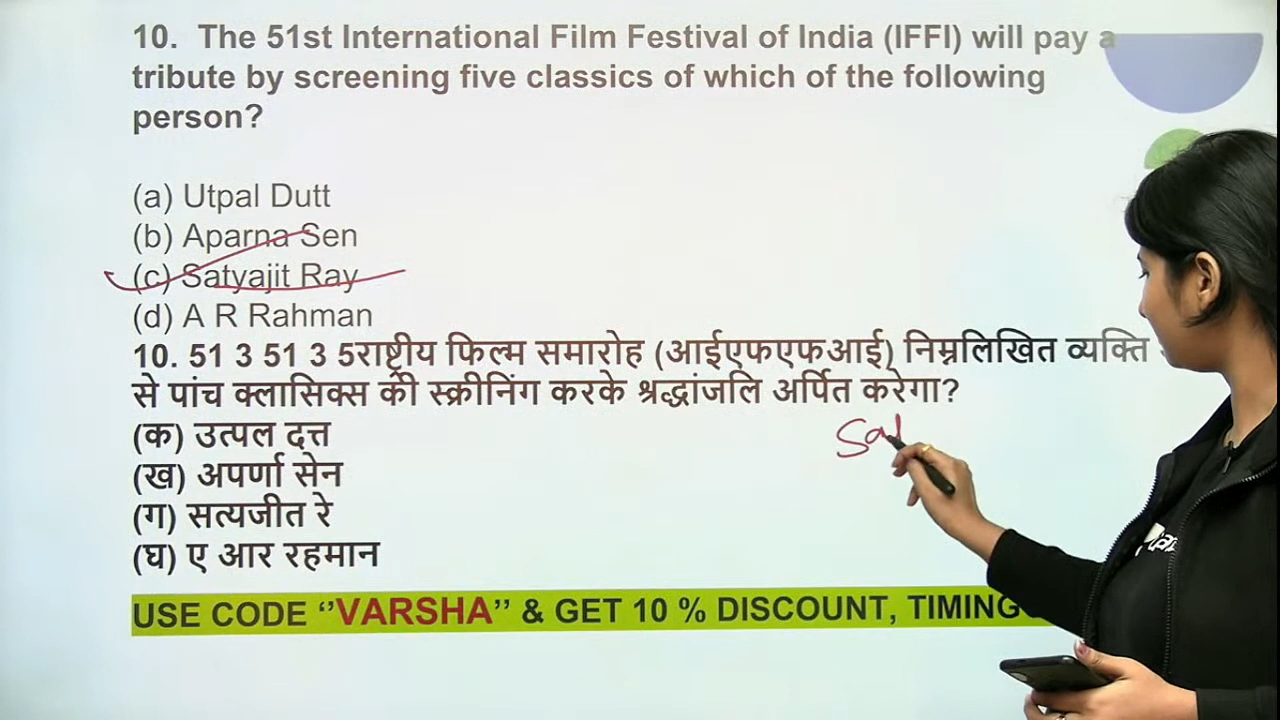 10. The 51st International Film Festival of India (IFFI) will pay a
tribute by screening five classics of which of the following
person?
(a) Utpal Dutt
(b) Aparna Sen
(c) Satyajit Ray
(d) A R Rahman
10. 51 3 51 3 5राष्ट्रीय फिल्म समारोह (आईएफएफआई) निम्नलिखित व्यक्ति
से पांच क्लासिक्स की स्क्रीनिंग करके श्रद्धांजलि अर्पित करेगा?
(क) उत्पल दत्त
(ख) अपर्णा सेन
Sa
(ग) सत्यजीत रे
(घ) ए आर रहमान
USE CODE ‘’VARSHA’’ & GET 10 % DISCOUNT, TIMING